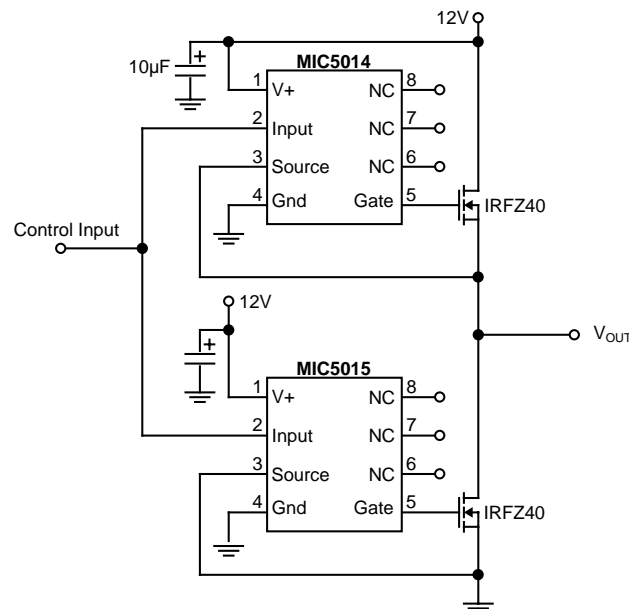 12V
10µF
+
MIC5014
1 V+ NC 8
2 Input NC 7
3 Source NC 6
4 Gnd Gate 5
IRFZ40
Control Input
12V
VOUT
+
MIC5015
1 V+ NC 8
2 Input NC 7
3 Source NC 6
4 Gnd Gate 5
IRFZ40